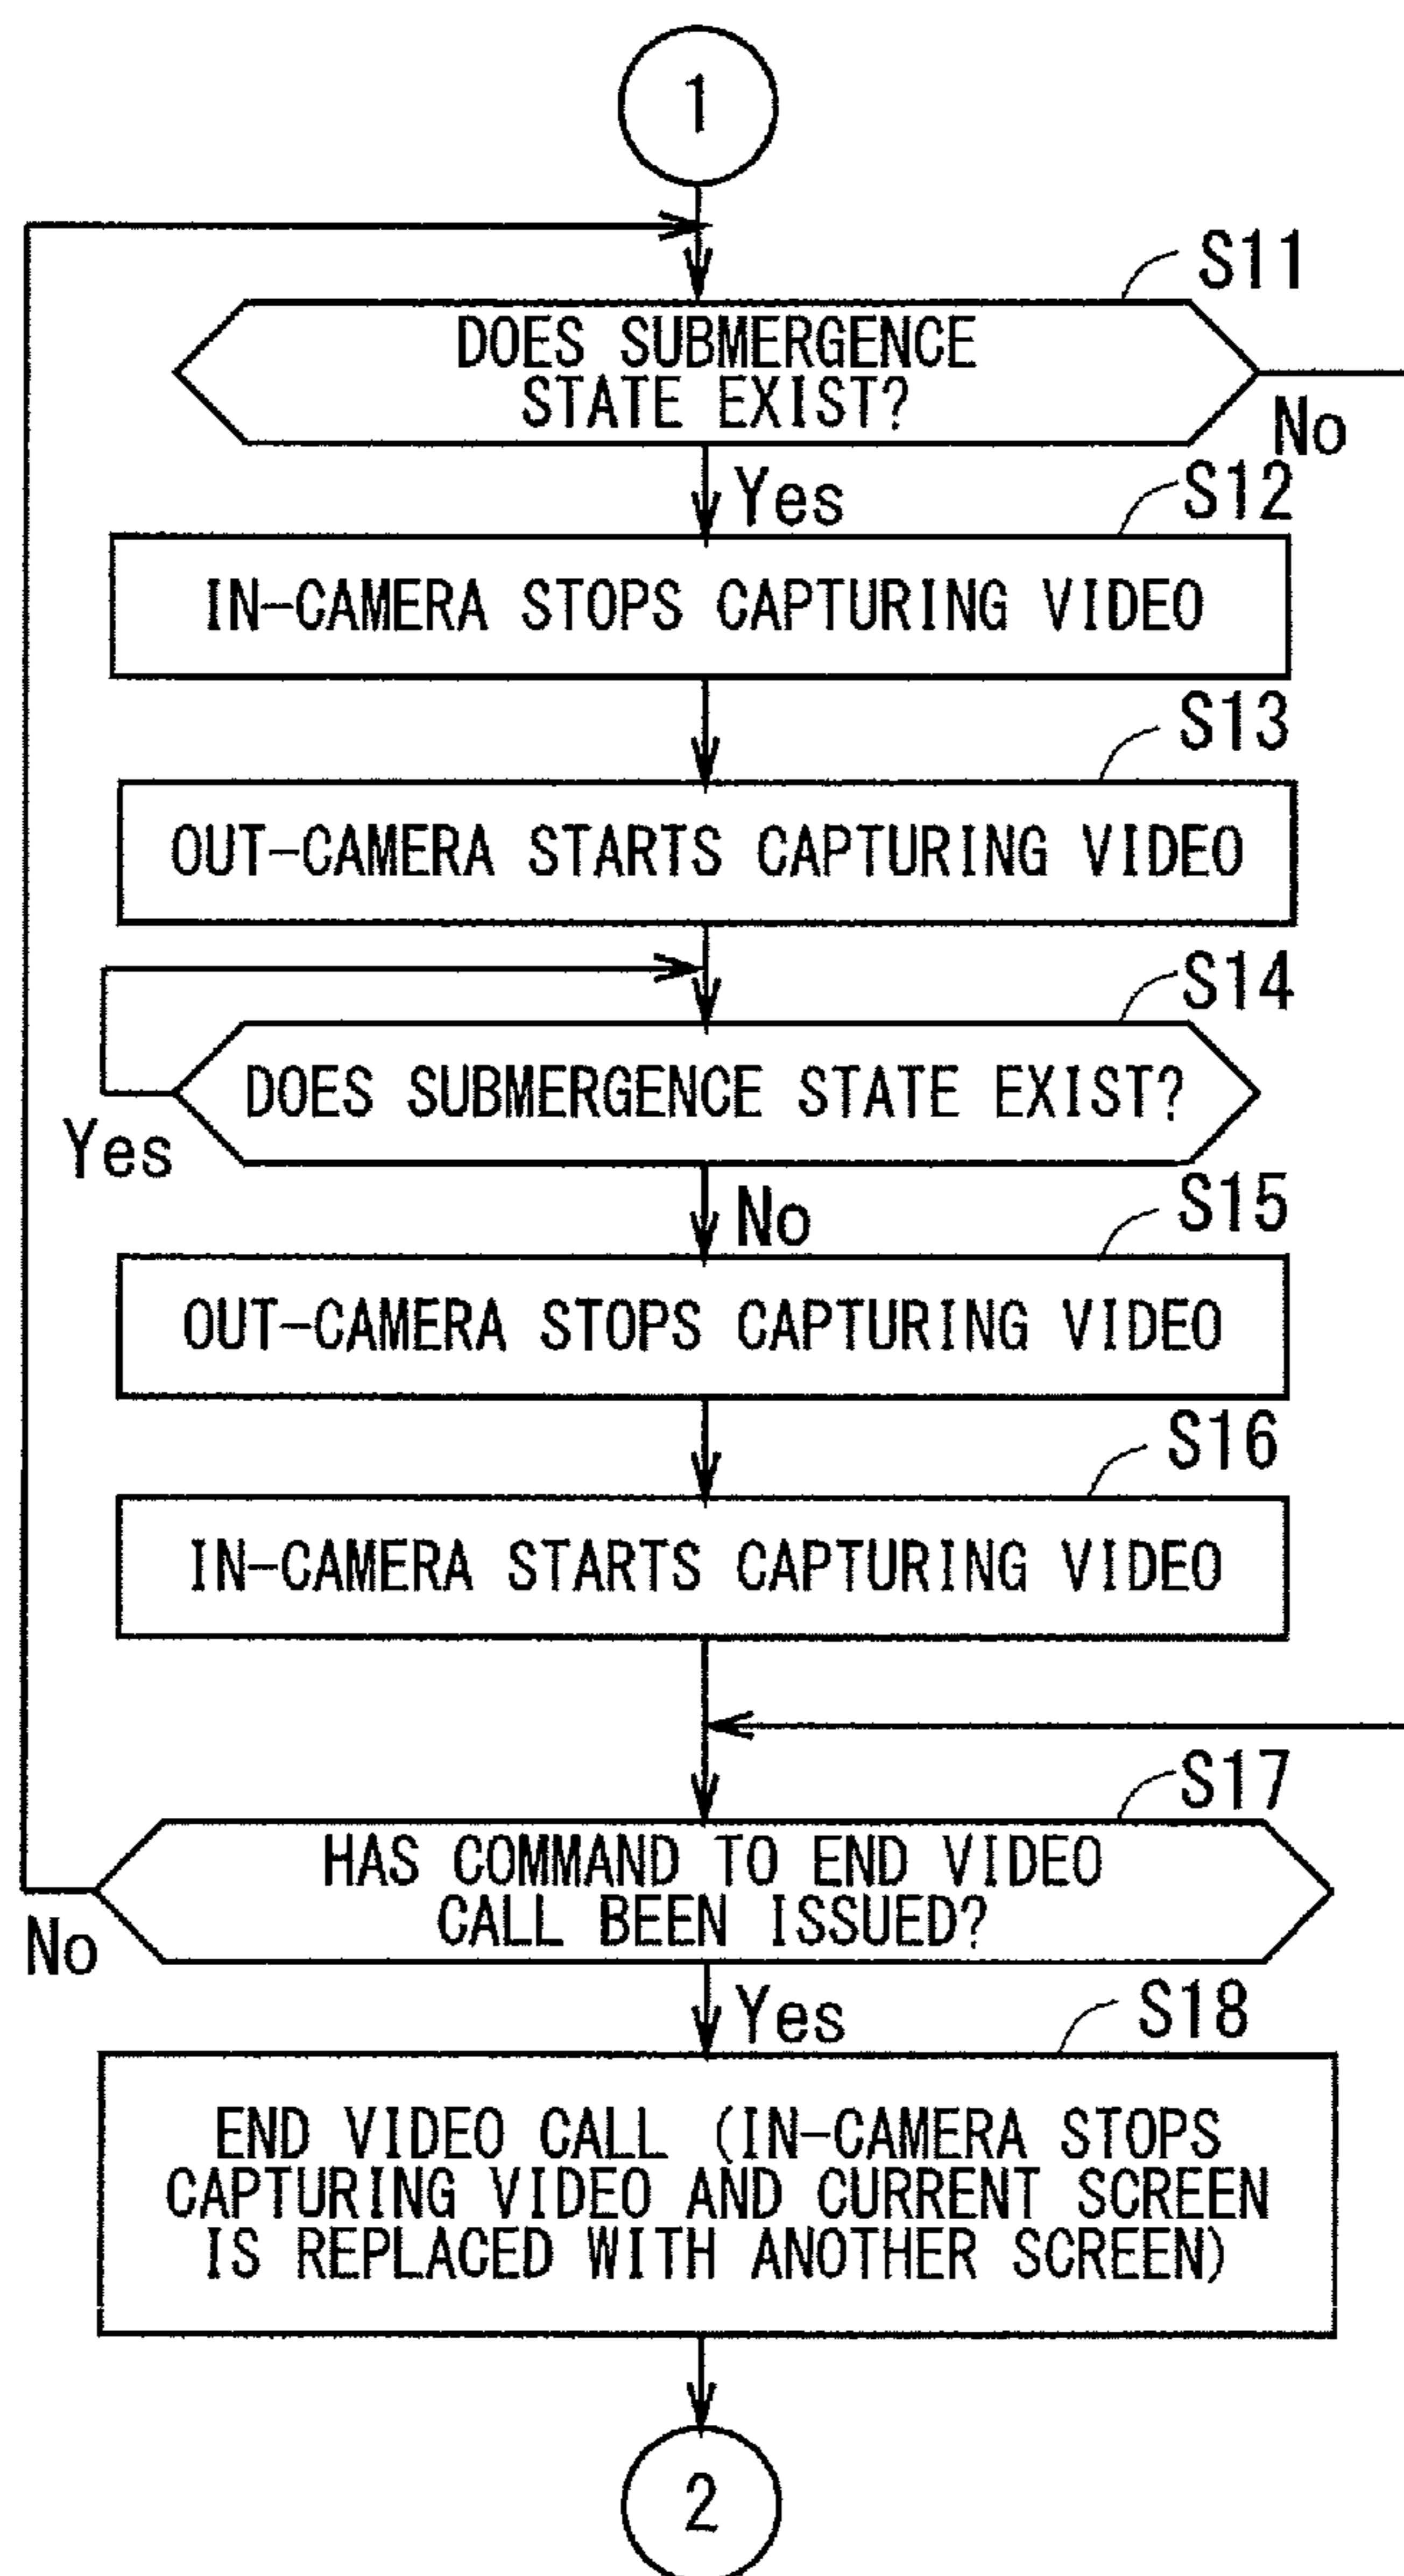 1
S11
DOES SUBMERGENCE
STATE EXIST?
No
Yes
S12
IN-CAMERA STOPS CAPTURING VIDEO
S13
OUT-CAMERA STARTS CAPTURING VIDEO
S14
DOES SUBMERGENCE STATE EXIST?
Yes
No
S15
OUT-CAMERA STOPS CAPTURING VIDEO
S16
IN-CAMERA STARTS CAPTURING VIDEO
S17
HAS COMMAND TO END VIDEO
CALL BEEN ISSUED?
No
Yes
S18
END VIDEO CALL (IN-CAMERA STOPS
CAPTURING VIDEO AND CURRENT SCREEN
IS REPLACED WITH ANOTHER SCREEN)
2